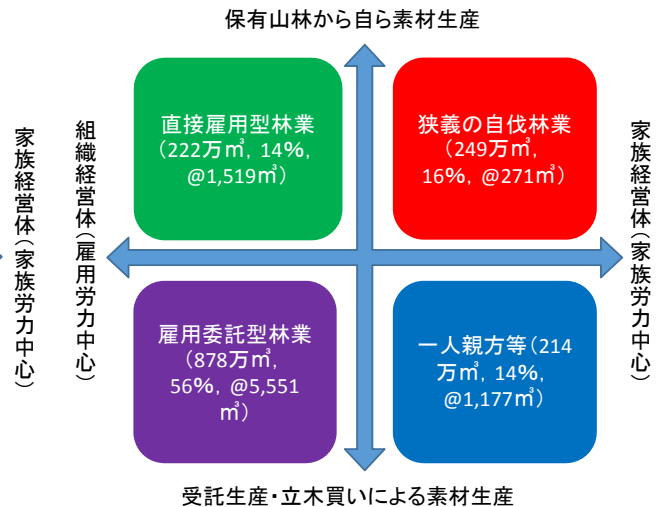 保有山林から自ら素材生産
家族経営体（家族労力中心）
組織経営体（雇用労力中心）
直接雇用型林業
（222万㎥，14%，
@1,519㎥）
狭義の自伐林業
（249万㎥，
16%，@271㎥）
家族経営体（家族労力中心）
雇用委託型林業
（878万㎥，
56%，@5,551
㎥）
一人親方等（214
万㎥，14%，
@1,177㎥）
受託生産・立木買いによる素材生産